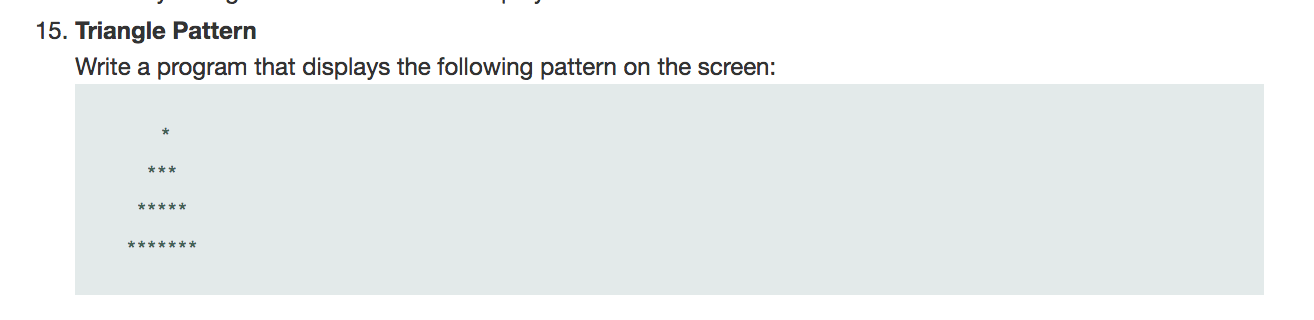 15. Triangle Pattern
Write a program that displays the following pattern on the screen:
*
***
*****
*******